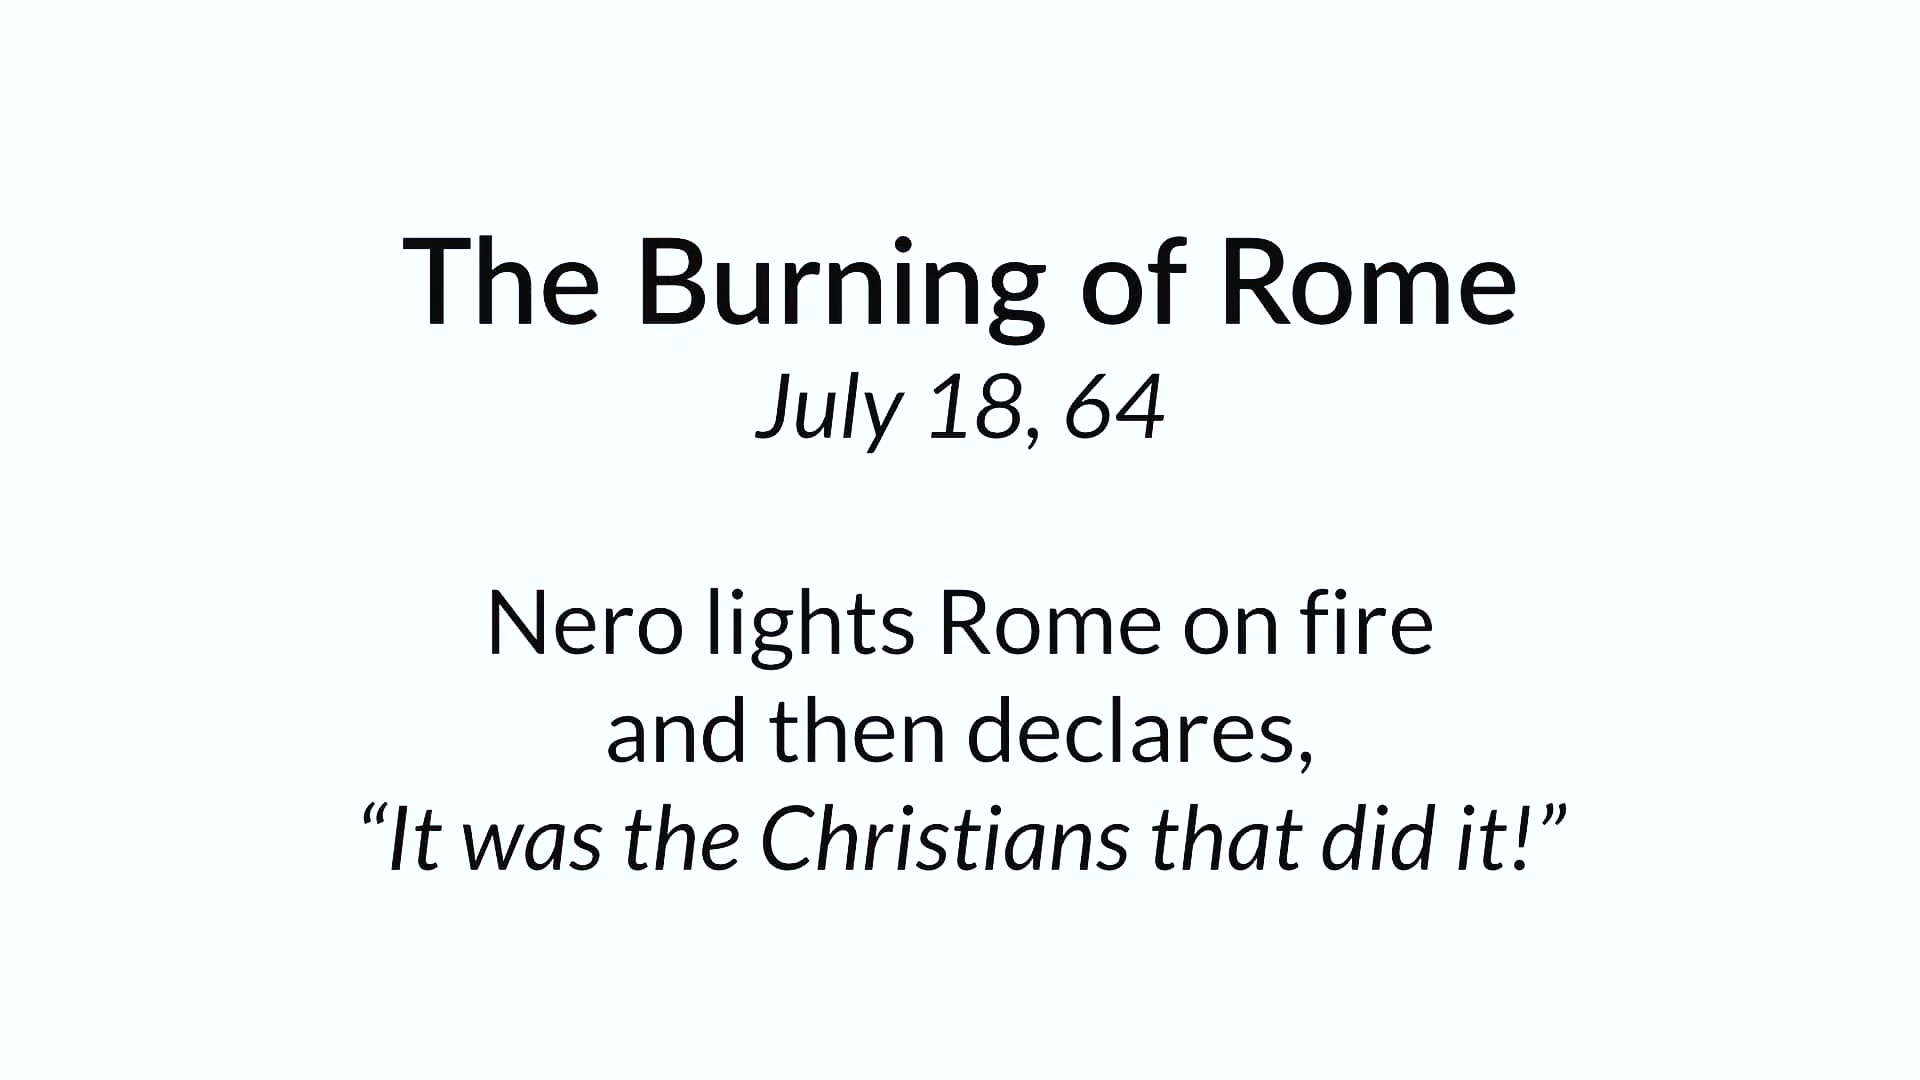 The Burning of Rome
July 18, 64
Nero lights Rome on fire
and then declares,
“It was the Christians that did it!”